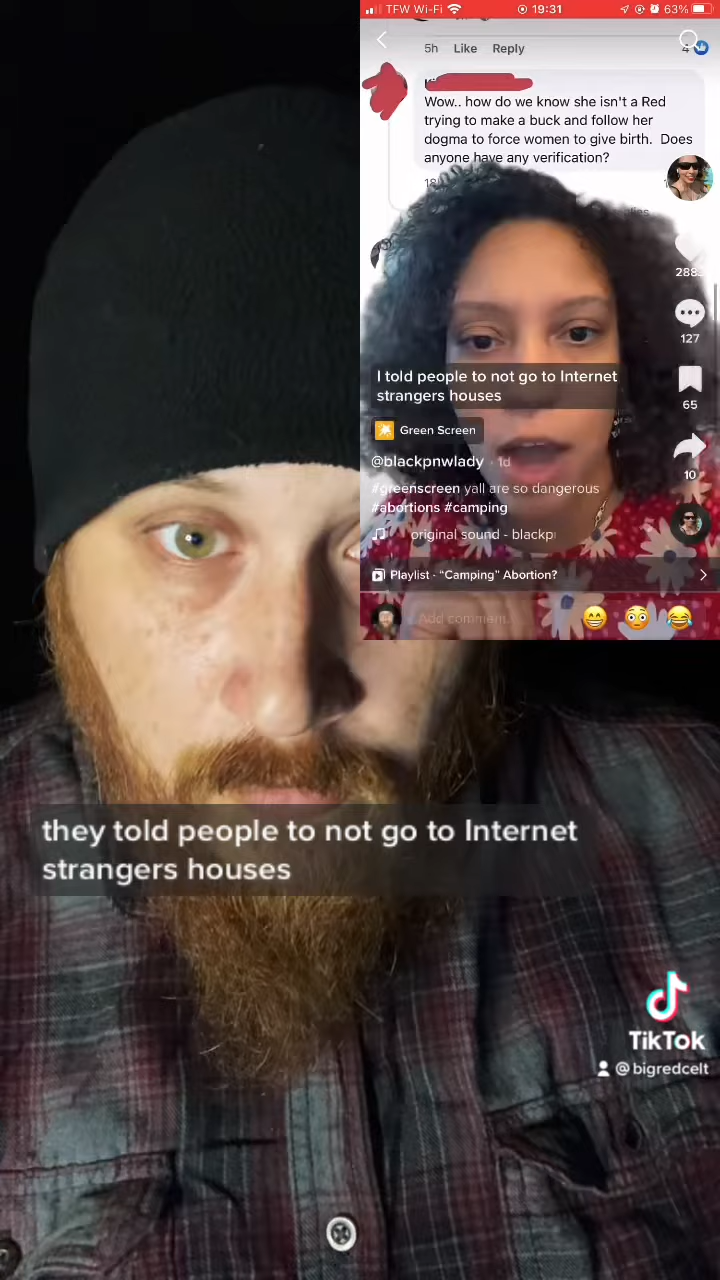 TFW Wi-Fi
19:31
63%
5h Like Reply
4
Wow.. how do we know she isn't a Red
trying to make a buck and follow her
dogma to force women to give birth. Does
anyone have any verification?
288
127
I told people to not go to Internet
strangers houses
65
Green Screen
@blackpnwlady · 1d
10
#greenscreen yall are so dangerous
#abortions #camping
original sound - blackp
Playlist - “Camping” Abortion?
Add comment...
they told people to not go to Internet
strangers houses
TikTok
@bigredcelt